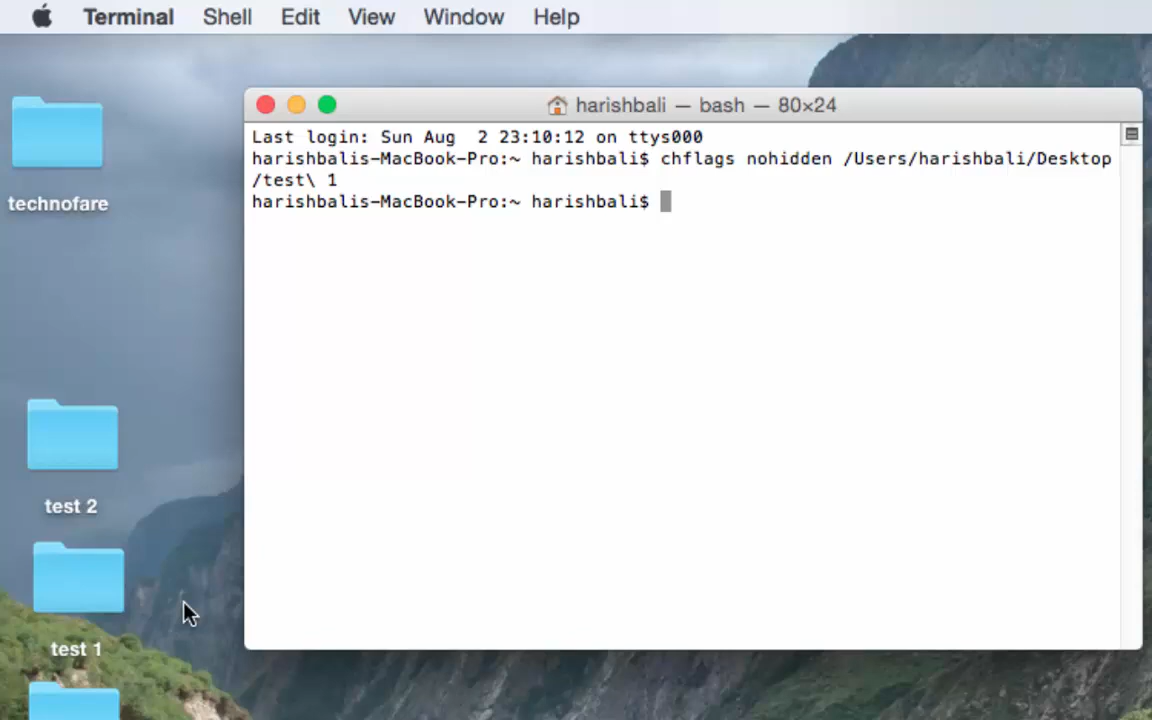 Terminal Shell Edit View Window Help
harishbali — bash — 80×24
Last login: Sun Aug  2 23:10:12 on ttys000
harishbalis-MacBook-Pro:~ harishbali$ chflags nohidden /Users/harishbali/Desktop
/test\ 1
harishbalis-MacBook-Pro:~ harishbali$
technofare
test 2
test 1